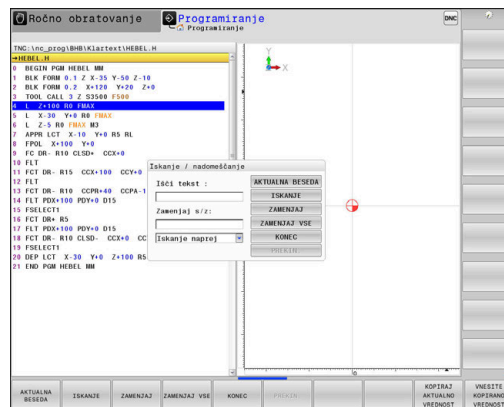 Ročno obratovanje
Programiranje
Programiranje
DNC
TNC:\nc_prog\BHB\Klartext\HEBEL.H
→HEBEL.H
0 BEGIN PGM HEBEL MM
1 BLK FORM 0.1 Z X-35 Y-50 Z-10
2 BLK FORM 0.2 X+120 Y+20 Z+0
3 TOOL CALL 3 Z S3500 F500
4 L Z+100 R0 FMAX
5 L X-30 Y+0 R0 FMAX
6 L Z-5 R0 FMAX M3
7 APPR LCT X-10 Y+0 R5 RL
8 FPOL X+100 Y+0
9 FC DR- R10 CLSD+ CCX+0
10 FLT
11 FCT DR- R15 CCX+100 CCY+0
12 FLT
13 FCT DR- R10 CCPR+40 CCPA-1
14 FLT PDX+100 PDY+0 D15
15 FSELECT1
16 FCT DR+ R5
17 FLT PDX+100 PDY+0 D15
18 FCT DR- R10 CLSD- CCX+0 CC
19 FSELECT1
20 DEP LCT X-30 Y+0 Z+100 R5
21 END PGM HEBEL MM
Y
X
0
Iskanje / nadomeščanje
Išči tekst :
Zamenjaj s/z:
Iskanje naprej
AKTUALNA BESEDA
ISKANJE
ZAMENJAJ
ZAMENJAJ VSE
KONEC
PREKIN.
AKTUALNA
BESEDA
ISKANJE
ZAMENJAJ
ZAMENJAJ VSE
KONEC
PREKIN.
KOPIRAJ
AKTUALNO
VREDNOST
VNESITE
KOPIRANO
VREDNOST